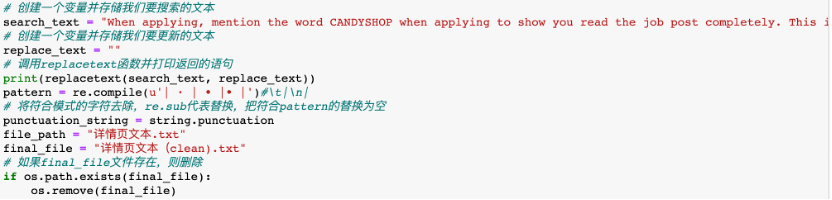 # 创建一个变量并存储我们要搜索的文本
search_text = "When applying, mention the word CANDYSHOP when applying to show you read the job post completely. This i
# 创建一个变量并存储我们要更新的文本
replace_text = ""
# 调用replacetext函数并打印返回的语句
print(replacetext(search_text, replace_text))
pattern = re.compile(u'| · | • |• |')#\t|\n|
# 将符合模式的字符去除，re.sub代表替换，把符合pattern的替换为空
punctuation_string = string.punctuation
file_path = "详情页文本.txt"
final_file = "详情页文本（clean).txt"
# 如果final_file文件存在，则删除
if os.path.exists(final_file):
    os.remove(final_file)